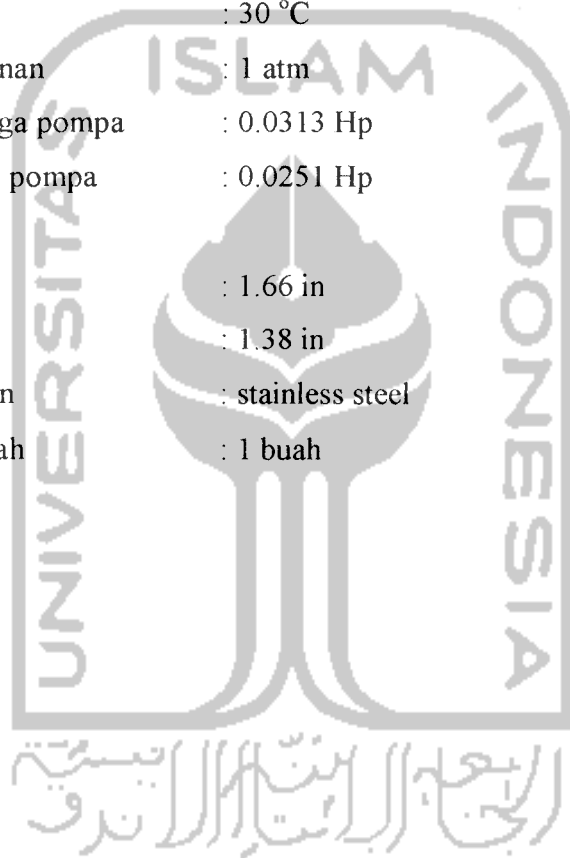 : 30 °C
nan : 1 atm
ga pompa : 0.0313 Hp
pompa : 0.0251 Hp
: 1.66 in
: 1.38 in
n : stainless steel
ah : 1 buah
ISLAM
UNIVERSITAS
INDONESIA